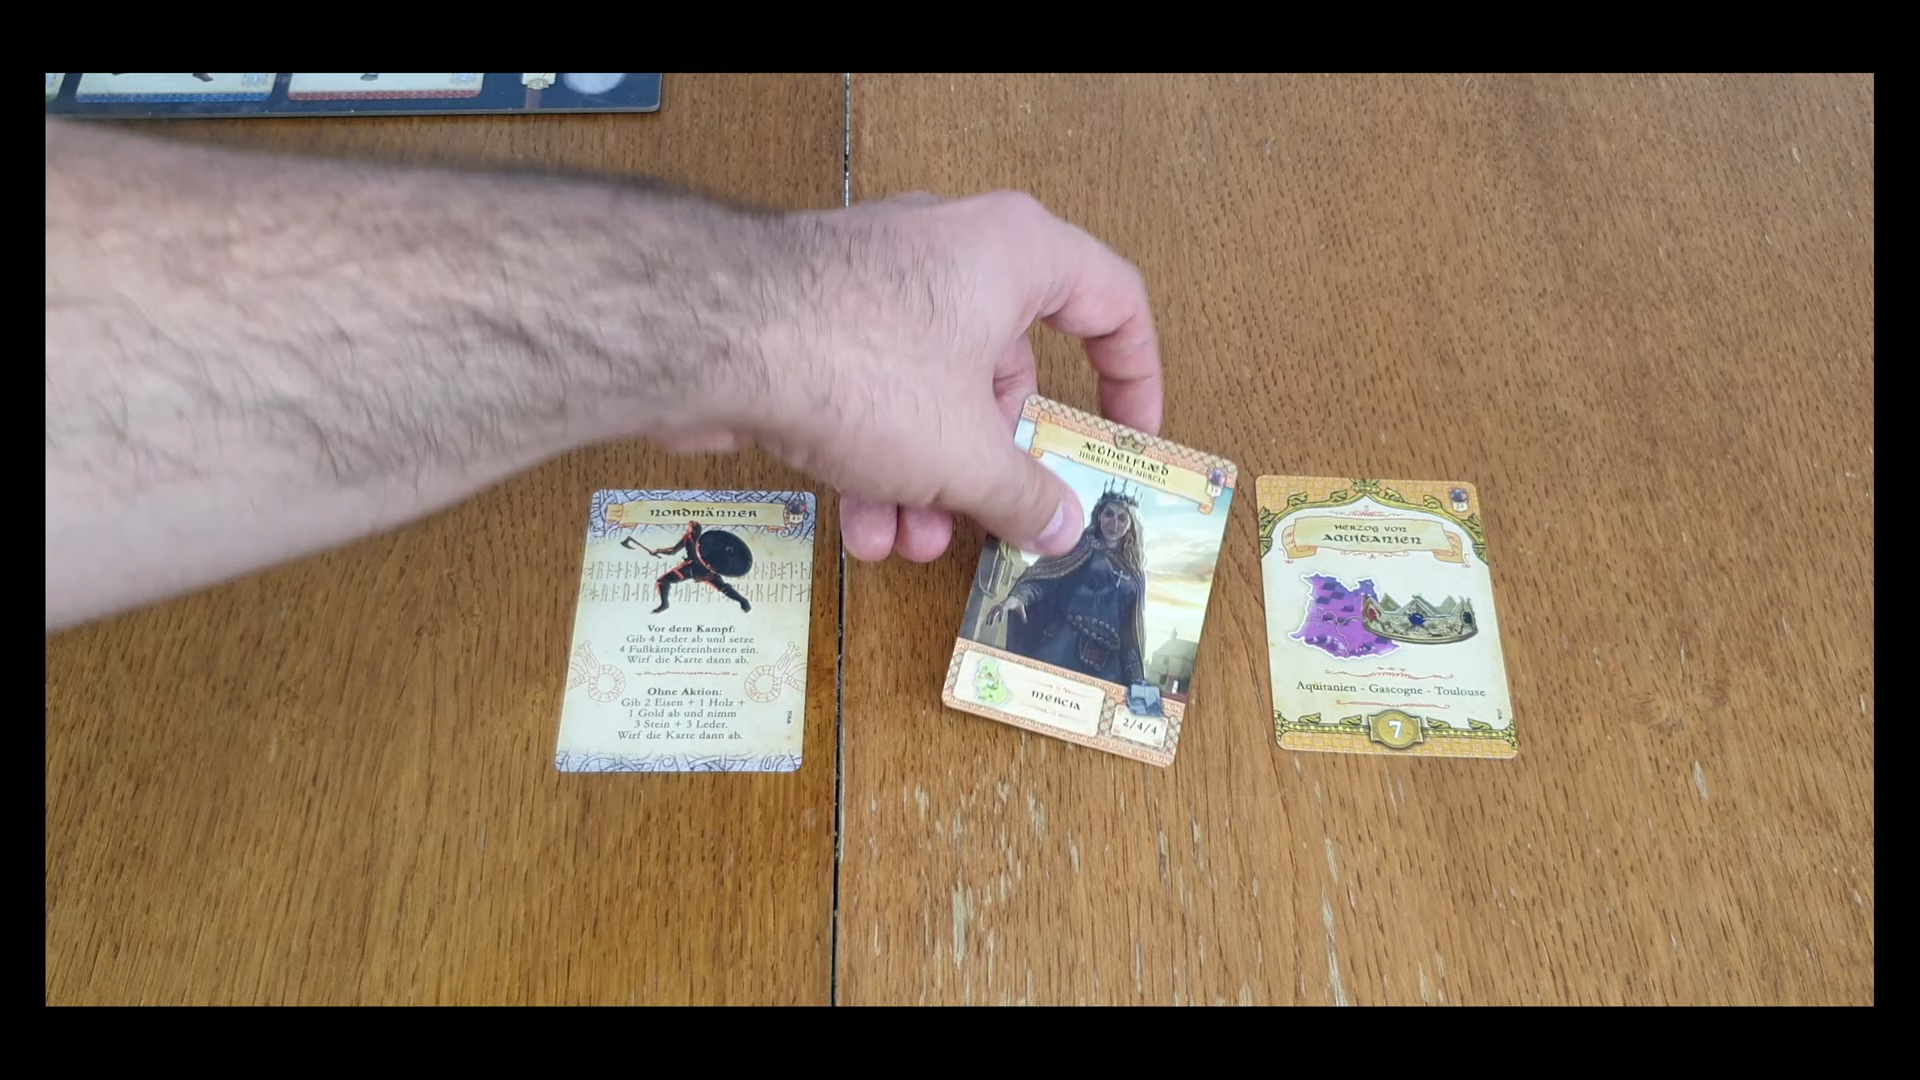 NORDMÄNNER
Vor dem Kampf:
Gib 4 Leder ab und setze
4 Fußkämpfereinheiten ein.
Wirf die Karte dann ab.
Ohne Aktion:
Gib 2 Eisen + 1 Holz +
1 Gold ab und nimm
3 Stein + 3 Leder.
Wirf die Karte dann ab.
ÆTHELFLÆD
HERRIN ÜBER MERCIA
MERCIA
2/4/4
HERZOG VON
AQUITANIEN
Aquitanien - Gascogne - Toulouse
7